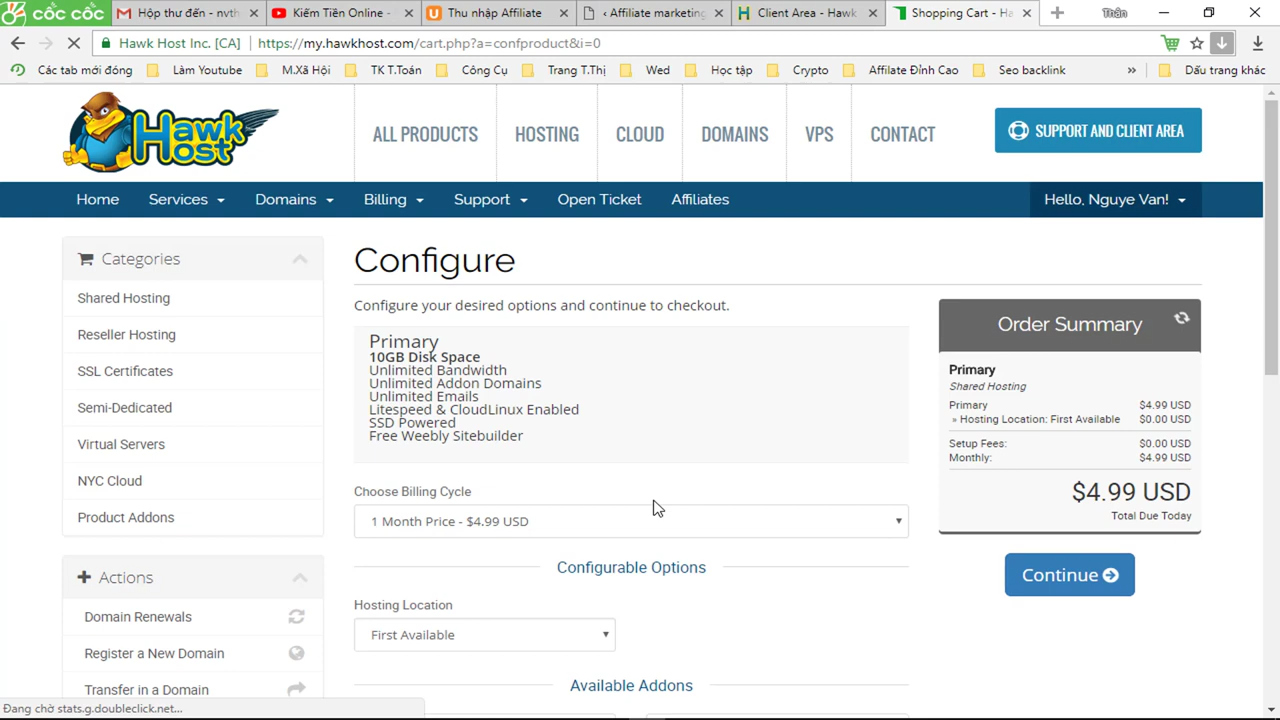 cốc cốc
Hộp thư đến - nvth
Kiếm Tiền Online -
Thu nhập Affiliate
‹ Affiliate marketing
Client Area - Hawk
Shopping Cart - Ha
Thân
Hawk Host Inc. [CA]
https://my.hawkhost.com/cart.php?a=confproduct&i=0
Các tab mới đóng
Làm Youtube
M.Xã Hội
TK T.Toán
Công Cụ
Trang T.Thị
Wed
Học tập
Crypto
Affilate Đỉnh Cao
Seo backlink
»
Dấu trang khác
Hawk Host
ALL PRODUCTS
HOSTING
CLOUD
DOMAINS
VPS
CONTACT
SUPPORT AND CLIENT AREA
Home
Services
Domains
Billing
Support
Open Ticket
Affiliates
Hello, Nguye Van!
Categories
Shared Hosting
Reseller Hosting
SSL Certificates
Semi-Dedicated
Virtual Servers
NYC Cloud
Product Addons
Actions
Domain Renewals
Register a New Domain
Transfer in a Domain
Configure
Configure your desired options and continue to checkout.
Primary
10GB Disk Space
Unlimited Bandwidth
Unlimited Addon Domains
Unlimited Emails
Litespeed & CloudLinux Enabled
SSD Powered
Free Weebly Sitebuilder
Choose Billing Cycle
1 Month Price - $4.99 USD
Configurable Options
Hosting Location
First Available
Available Addons
Order Summary
Primary
Shared Hosting
Primary $4.99 USD
» Hosting Location: First Available $0.00 USD
Setup Fees: $0.00 USD
Monthly: $4.99 USD
$4.99 USD
Total Due Today
Continue
Đang chờ stats.g.doubleclick.net...